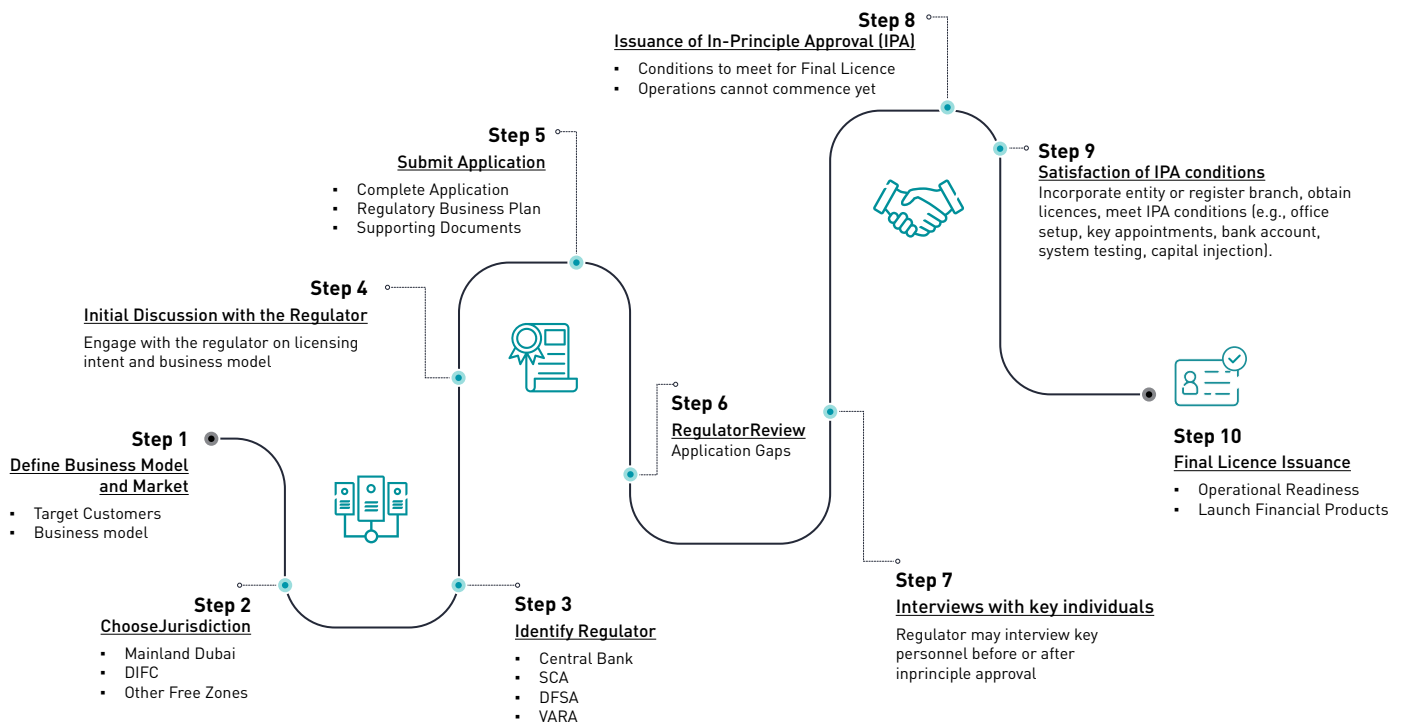 Step 1
Define Business Model
and Market
▪ Target Customers
▪ Business model
Step 2
ChooseJurisdiction
▪ Mainland Dubai
▪ DIFC
▪ Other Free Zones
Step 3
Identify Regulator
▪ Central Bank
▪ SCA
▪ DFSA
▪ VARA
Step 4
Initial Discussion with the Regulator
Engage with the regulator on licensing
intent and business model
Step 5
Submit Application
▪ Complete Application
▪ Regulatory Business Plan
▪ Supporting Documents
Step 6
RegulatorReview
Application Gaps
Step 7
Interviews with key individuals
Regulator may interview key
personnel before or after
inprinciple approval
Step 8
Issuance of In-Principle Approval (IPA)
▪ Conditions to meet for Final Licence
▪ Operations cannot commence yet
Step 9
Satisfaction of IPA conditions
Incorporate entity or register branch, obtain
licences, meet IPA conditions (e.g., office
setup, key appointments, bank account,
system testing, capital injection).
Step 10
Final Licence Issuance
▪ Operational Readiness
▪ Launch Financial Products